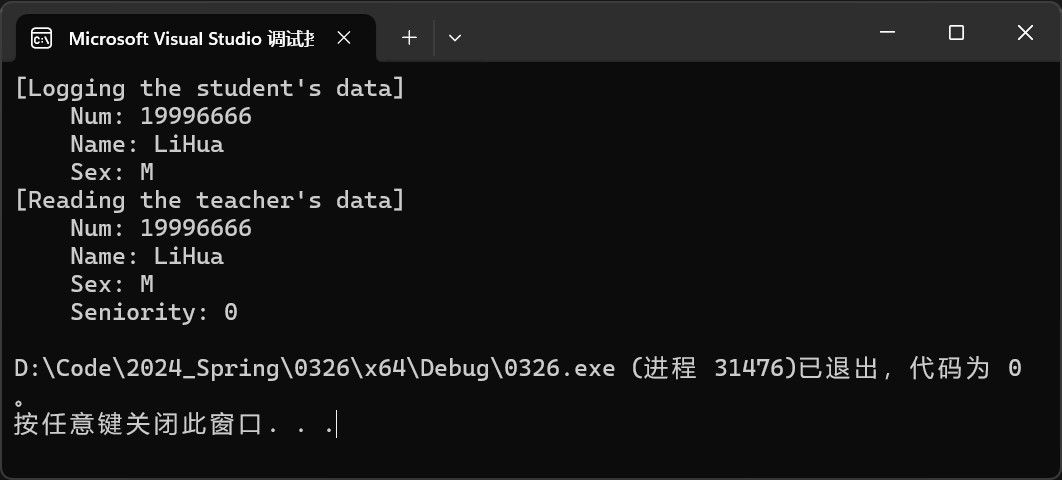 Microsoft Visual Studio 调试
[Logging the student's data]
    Num: 19996666
    Name: LiHua
    Sex: M
[Reading the teacher's data]
    Num: 19996666
    Name: LiHua
    Sex: M
    Seniority: 0
D:\Code\2024_Spring\0326\x64\Debug\0326.exe (进程 31476)已退出，代码为 0
。
按任意键关闭此窗口. . .